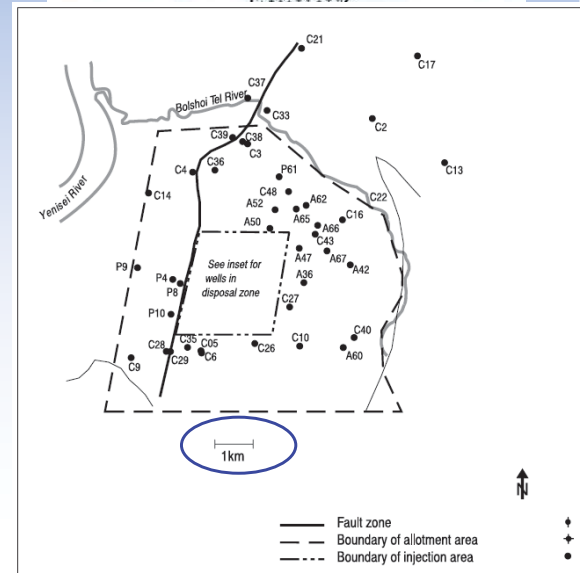 C21
C17
C37
Bolshoi Tel River
C33
C2
C39
C38
C3
C13
C4
C36
P61
Yenisei River
C14
C48
C22
A52
A62
A65
C16
A50
A66
C43
See inset for
wells in
disposal zone
A47
A67
A42
P9
P4
P8
A36
C27
P10
C28
C35
C05
C40
C9
C29
C6
C26
C10
A60
1km
N
Fault zone
Boundary of allotment area
Boundary of injection area